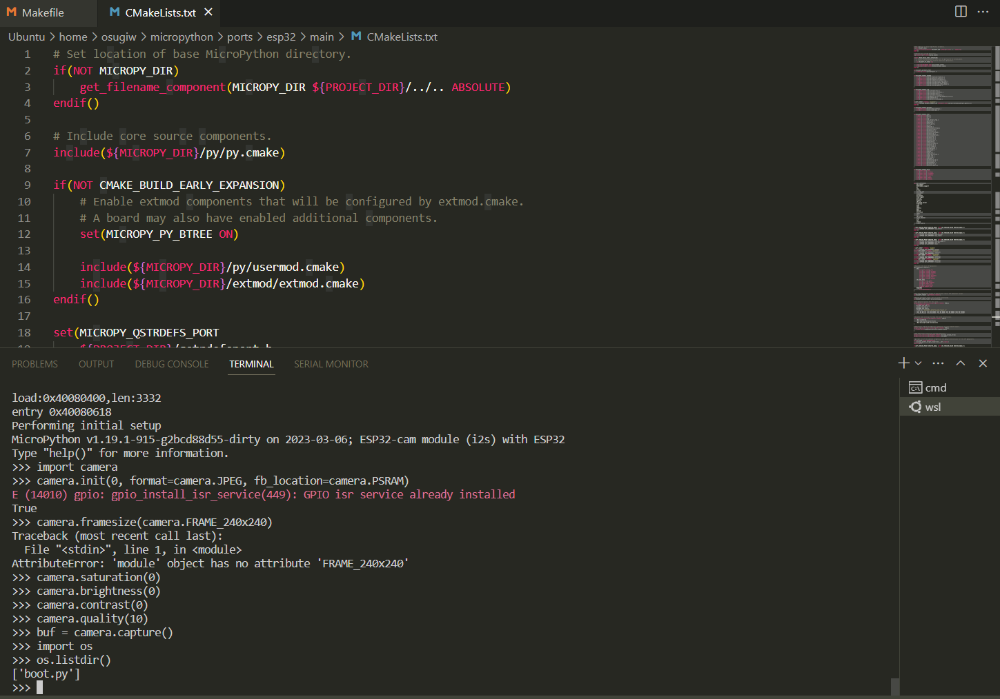 Makefile
CMakeLists.txt
Ubuntu > home > osugiw > micropython > ports > esp32 > main > CMakeLists.txt
1 # Set location of base MicroPython directory.
2 if(NOT MICROPY_DIR)
3 get_filename_component(MICROPY_DIR ${PROJECT_DIR}/../.. ABSOLUTE)
4 endif()
5
6 # Include core source components.
7 include(${MICROPY_DIR}/py/py.cmake)
8
9 if(NOT CMAKE_BUILD_EARLY_EXPANSION)
10 # Enable extmod components that will be configured by extmod.cmake.
11 # A board may also have enabled additional components.
12 set(MICROPY_PY_BTREE ON)
13
14 include(${MICROPY_DIR}/py/usermod.cmake)
15 include(${MICROPY_DIR}/extmod/extmod.cmake)
16 endif()
17
18 set(MICROPY_QSTRDEFS_PORT
19 ${PROJECT_DIR}/qstrdefsport.h
PROBLEMS OUTPUT DEBUG CONSOLE TERMINAL SERIAL MONITOR
cmd
wsl
load:0x40080400,len:3332
entry 0x40080618
Performing initial setup
MicroPython v1.19.1-915-g2bcd88d55-dirty on 2023-03-06; ESP32-cam module (i2s) with ESP32
Type "help()" for more information.
>>> import camera
>>> camera.init(0, format=camera.JPEG, fb_location=camera.PSRAM)
E (14010) gpio: gpio_install_isr_service(449): GPIO isr service already installed
True
>>> camera.framesize(camera.FRAME_240x240)
Traceback (most recent call last):
File "<stdin>", line 1, in <module>
AttributeError: 'module' object has no attribute 'FRAME_240x240'
>>> camera.saturation(0)
>>> camera.brightness(0)
>>> camera.contrast(0)
>>> camera.quality(10)
>>> buf = camera.capture()
>>> import os
>>> os.listdir()
['boot.py']
>>>